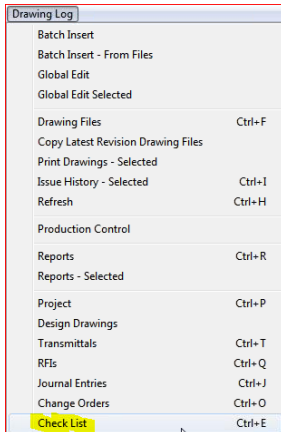 Drawing Log
Batch Insert
Batch Insert - From Files
Global Edit
Global Edit Selected
Drawing Files Ctrl+F
Copy Latest Revision Drawing Files
Print Drawings - Selected
Issue History - Selected Ctrl+I
Refresh Ctrl+H
Production Control
Reports Ctrl+R
Reports - Selected
Project Ctrl+P
Design Drawings
Transmittals Ctrl+T
RFIs Ctrl+Q
Journal Entries Ctrl+J
Change Orders Ctrl+O
Check List Ctrl+E